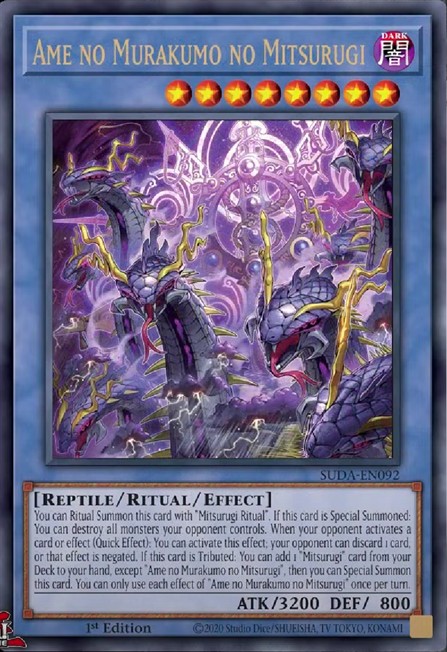 AME NO MURAKUMO NO MITSURUGI
DARK
闇
SUDA-EN092
[REPTILE/RITUAL/EFFECT]
You can Ritual Summon this card with "Mitsurugi Ritual". If this card is Special Summoned:
You can destroy all monsters your opponent controls. When your opponent activates a
card or effect (Quick Effect): You can activate this effect; your opponent can discard 1 card,
or that effect is negated. If this card is Tributed: You can add 1 "Mitsurugi" card from your
Deck to your hand, except "Ame no Murakumo no Mitsurugi", then you can Special Summon
this card. You can only use each effect of "Ame no Murakumo no Mitsurugi" once per turn.
ATK/3200 DEF/ 800
1st Edition
©2020 Studio Dice/SHUEISHA, TV TOKYO, KONAMI